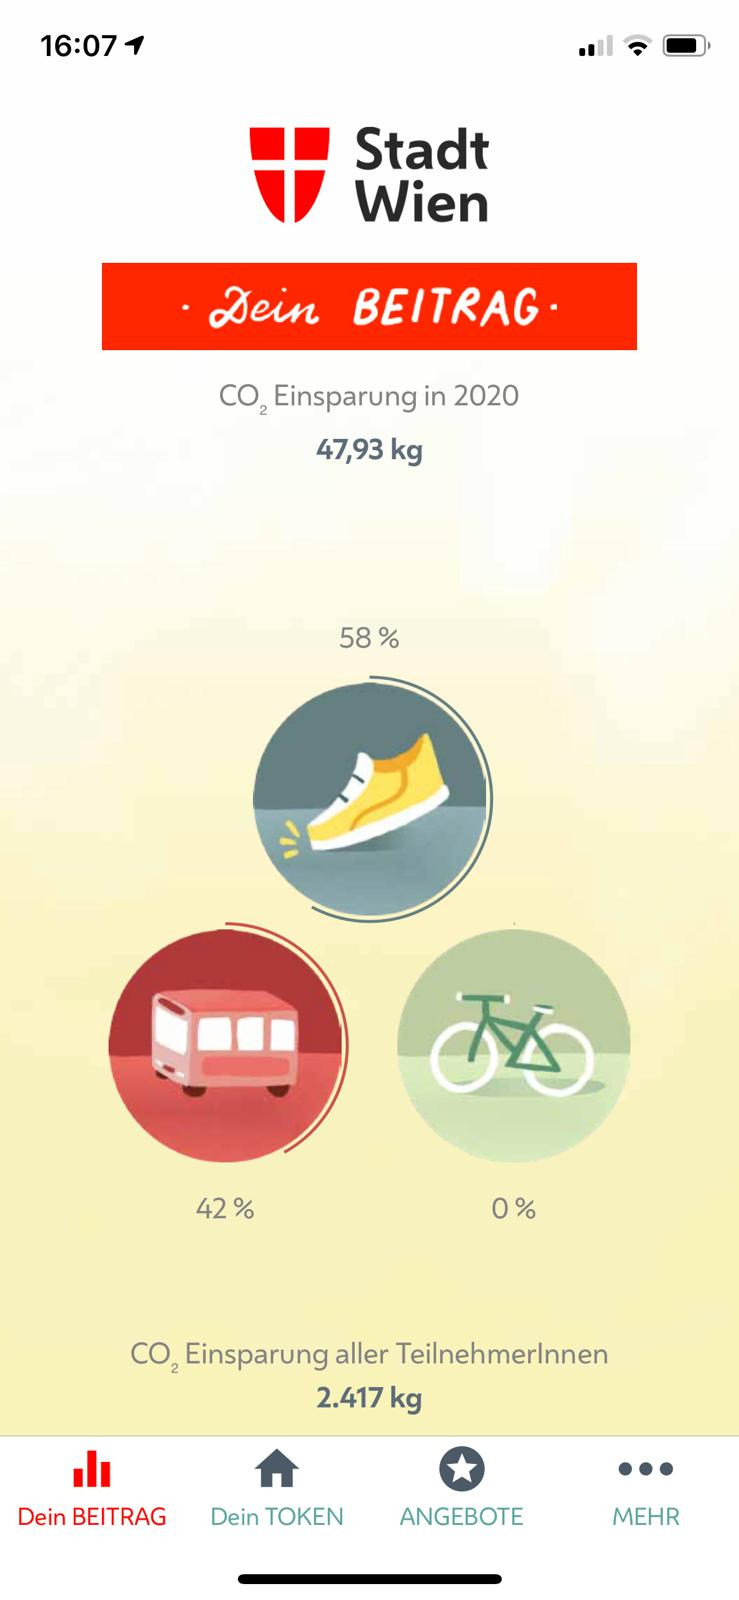 16:07
Stadt
Wien
· Dein BEITRAG ·
CO₂ Einsparung in 2020
47,93 kg
58 %
42 %
0 %
CO₂ Einsparung aller TeilnehmerInnen
2.417 kg
Dein BEITRAG
Dein TOKEN
ANGEBOTE
MEHR